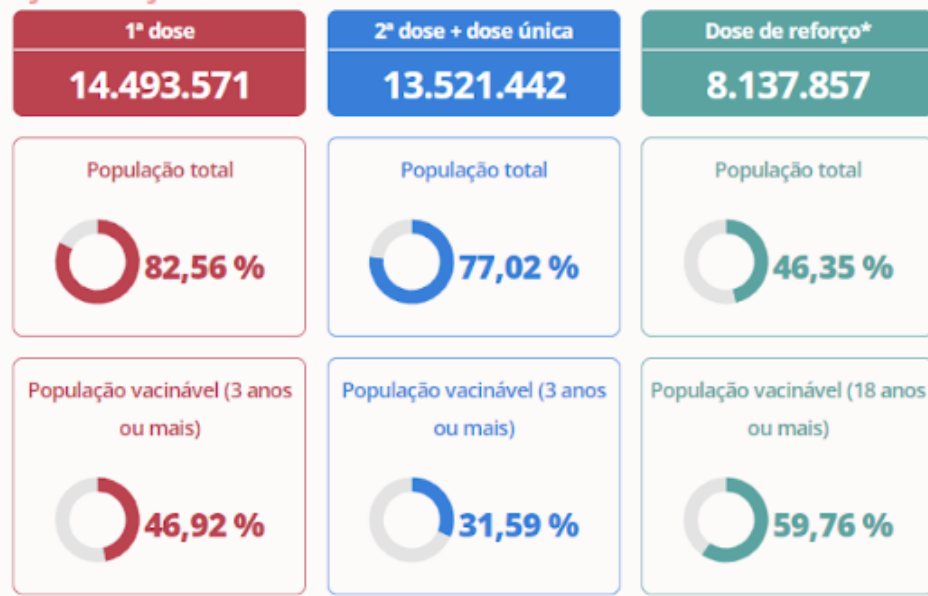 1ª dose
14.493.571
2ª dose + dose única
13.521.442
Dose de reforço*
8.137.857
População total
82,56 %
População total
77,02 %
População total
46,35 %
População vacinável (3 anos
ou mais)
46,92 %
População vacinável (3 anos
ou mais)
31,59 %
População vacinável (18 anos
ou mais)
59,76 %